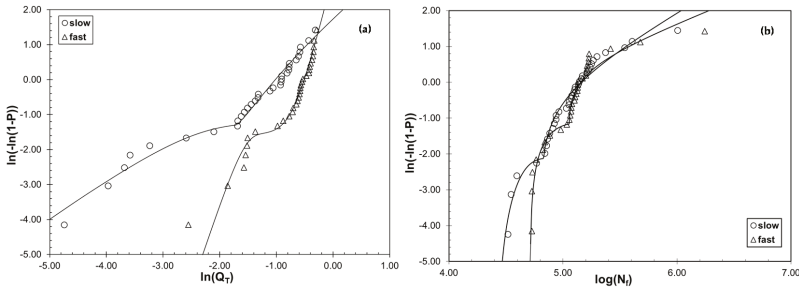 (a)
○ slow
△ fast
ln(-ln(1-P))
2.00
1.00
0.00
-1.00
-2.00
-3.00
-4.00
-5.00
-5.00 -4.00 -3.00 -2.00 -1.00 0.00 1.00
ln(Q_T)
(b)
ln(-ln(1-P))
2.00
1.00
0.00
-1.00
-2.00
-3.00
-4.00
-5.00
○ slow
△ fast
4.00 5.00 6.00 7.00
log(N_f)